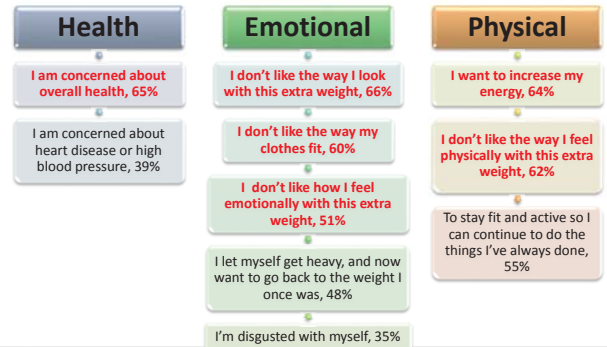 Health
I am concerned about
overall health, 65%
I am concerned about
heart disease or high
blood pressure, 39%
Emotional
I don’t like the way I look
with this extra weight, 66%
I don’t like the way my
clothes fit, 60%
I don’t like how I feel
emotionally with this extra
weight, 51%
I let myself get heavy, and now
want to go back to the weight I
once was, 48%
I’m disgusted with myself, 35%
Physical
I want to increase my
energy, 64%
I don’t like the way I feel
physically with this extra
weight, 62%
To stay fit and active so I
can continue to do the
things I’ve always done,
55%